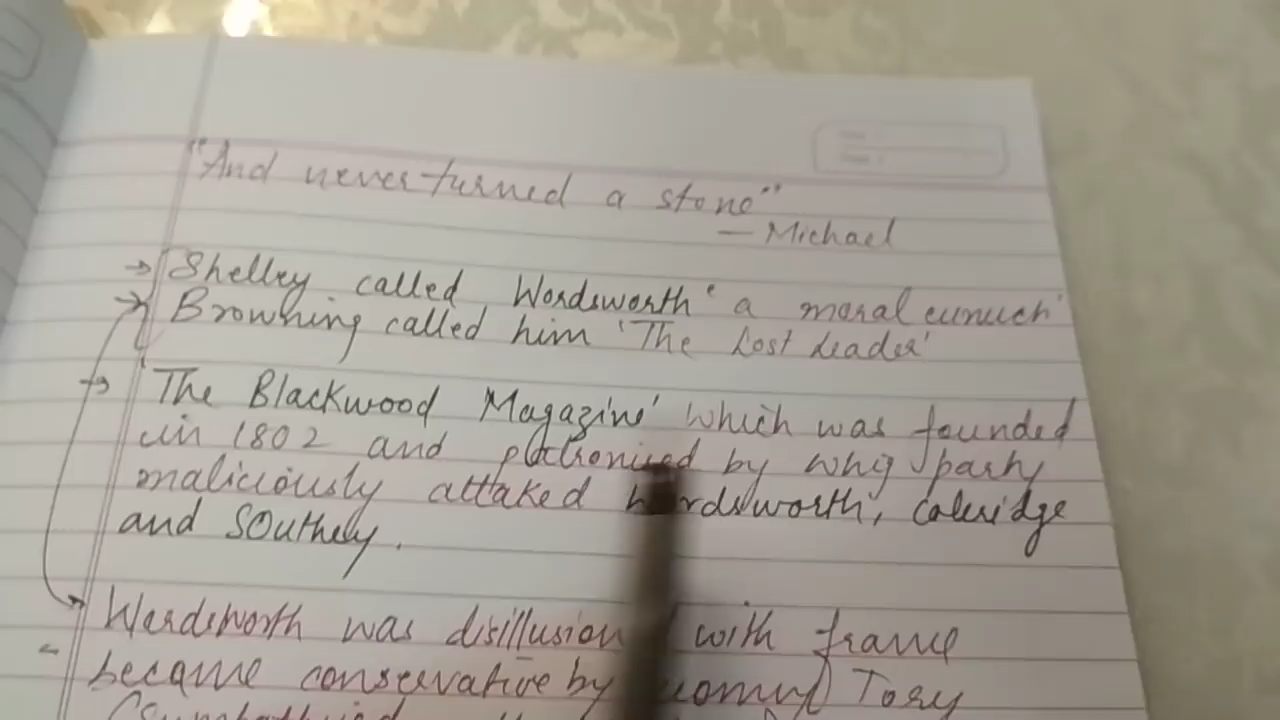 "And never turned a stone"
— Michael
→ Shelley called Wordsworth 'a moral eunuch'
→ Browning called him 'The Lost Leader'
→ The Blackwood Magazine' which was founded
in 1802 and patronised by Whig party
maliciously attaked Wordsworth, Coleridge
and Southey.
→ Wordsworth was disillusion with france
became conservative by Tory